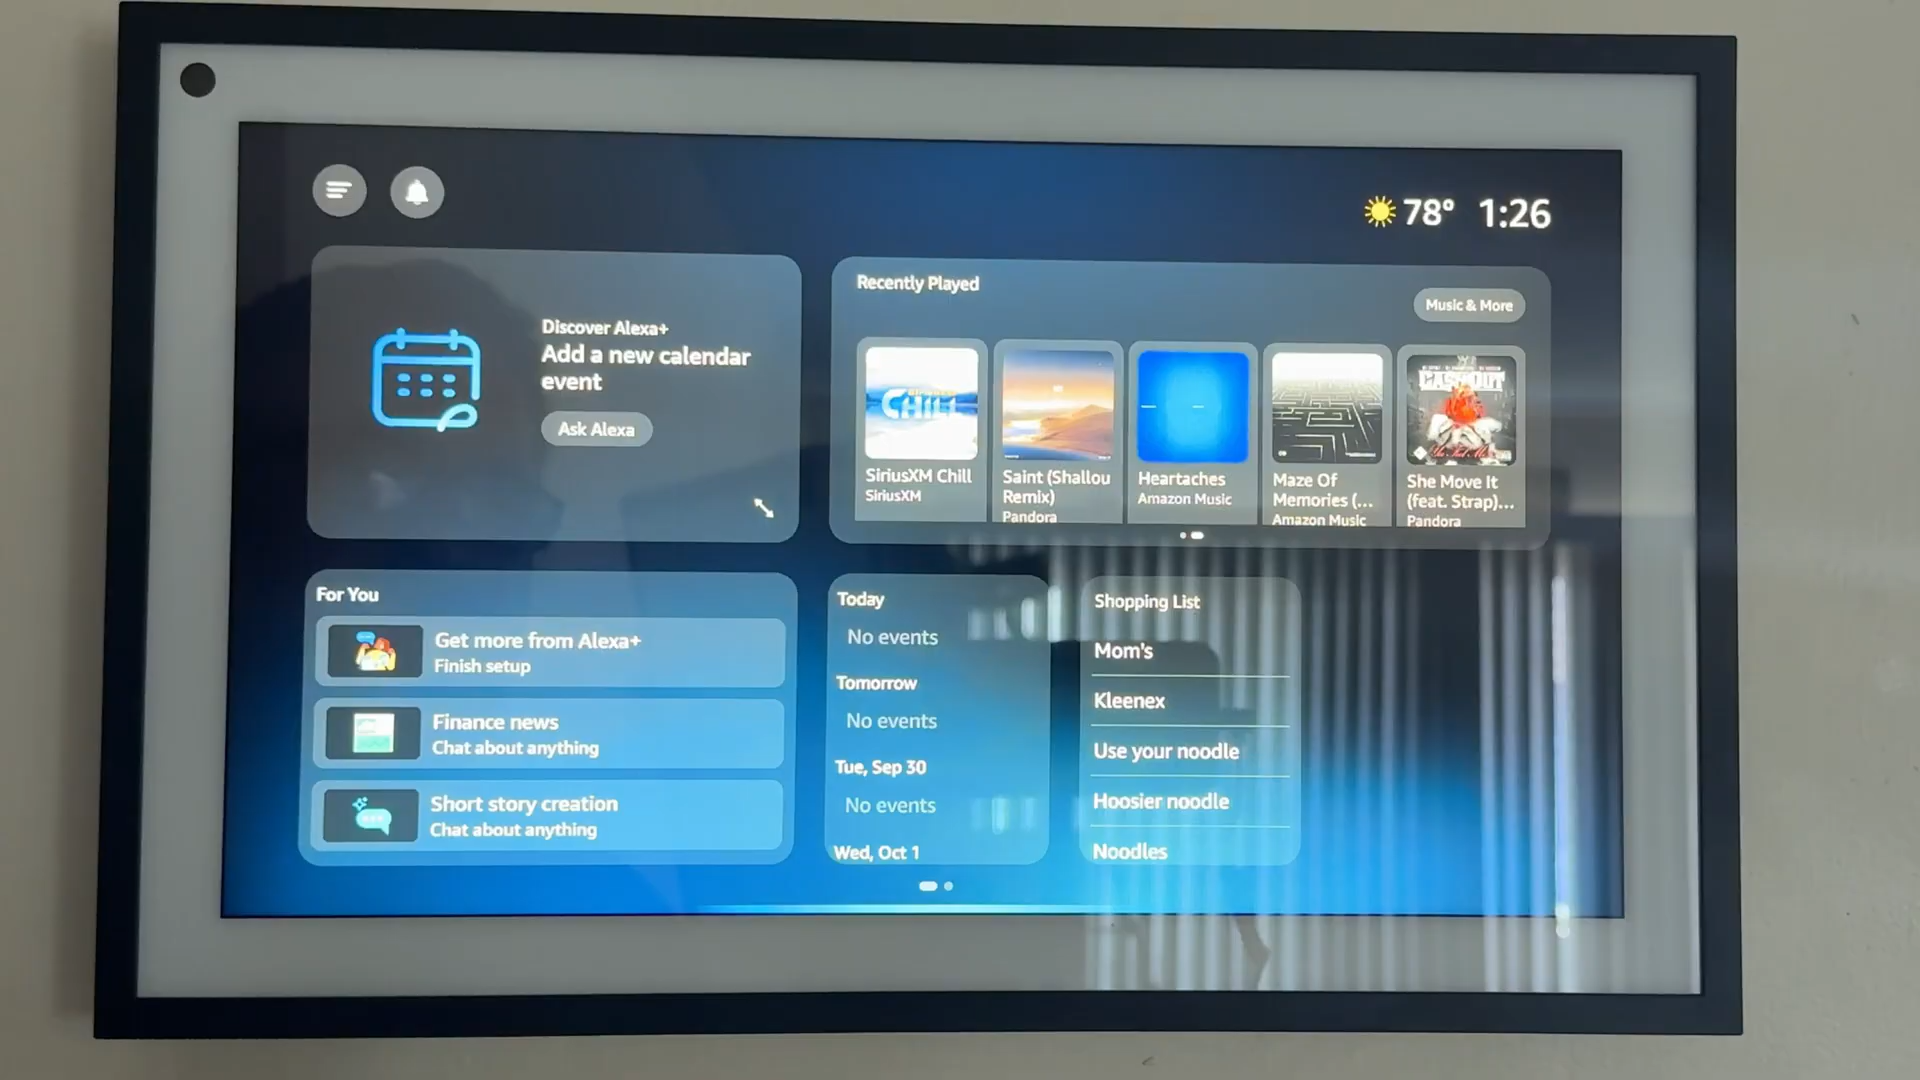 78° 1:26
Discover Alexa+
Add a new calendar
event
Ask Alexa
Recently Played
Music & More
CHILL
SiriusXM Chill
SiriusXM
Saint (Shallou
Remix)
Pandora
Heartaches
Amazon Music
Maze Of
Memories (...
Amazon Music
CASH OUT
She Move It
(feat. Strap)...
Pandora
For You
Get more from Alexa+
Finish setup
Finance news
Chat about anything
Short story creation
Chat about anything
Today
No events
Tomorrow
No events
Tue, Sep 30
No events
Wed, Oct 1
Shopping List
Mom's
Kleenex
Use your noodle
Hoosier noodle
Noodles